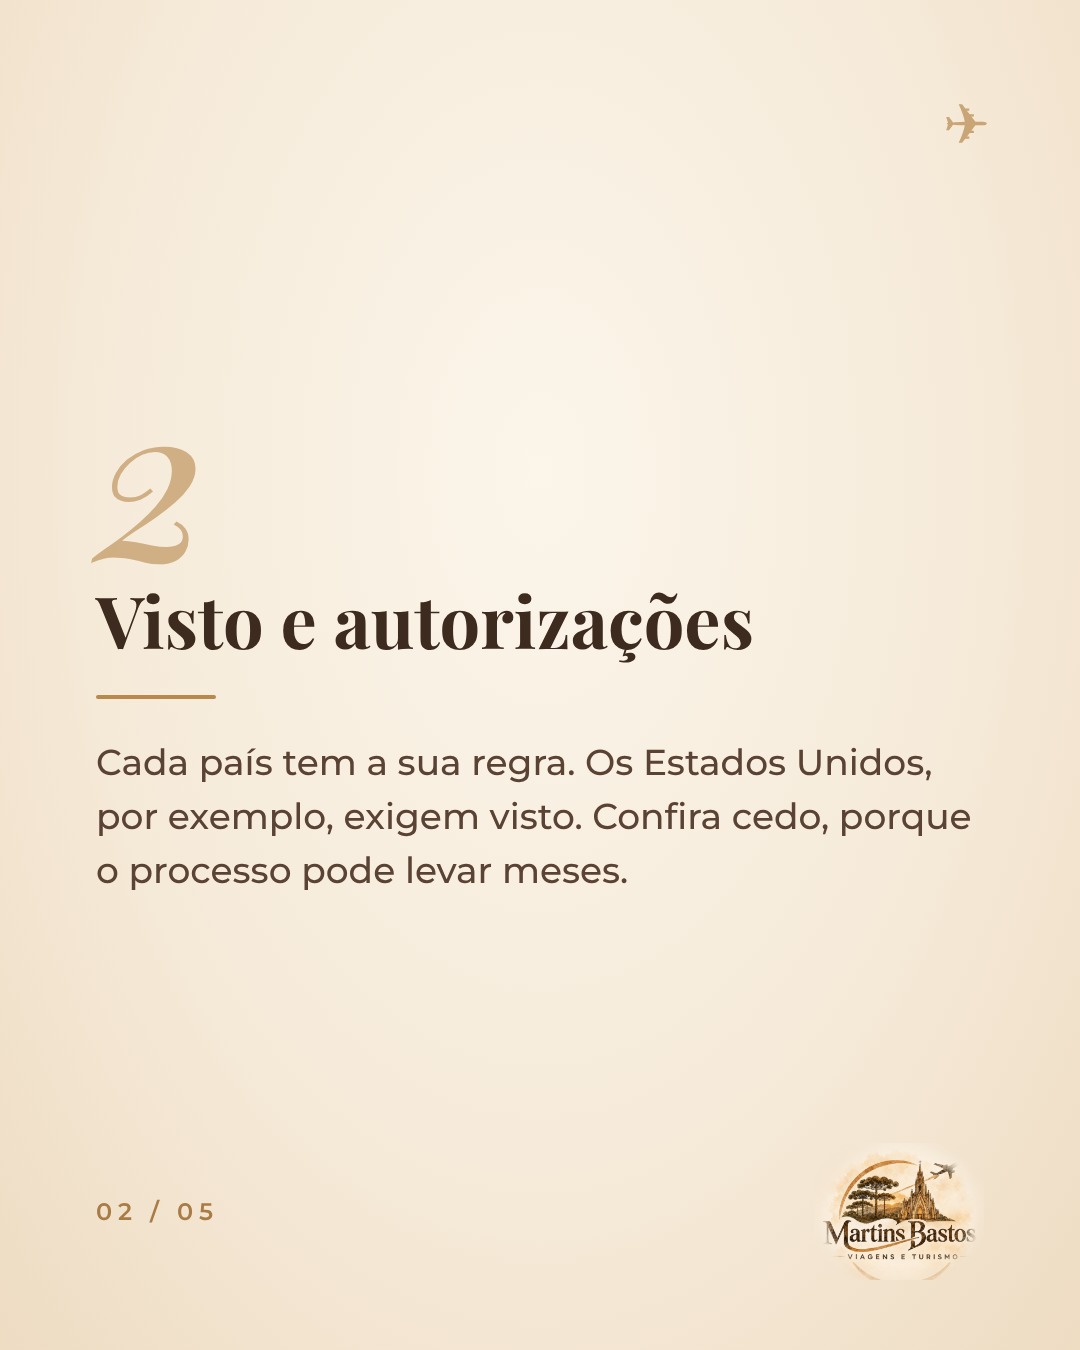 2
Visto e autorizações
Cada país tem a sua regra. Os Estados Unidos,
por exemplo, exigem visto. Confira cedo, porque
o processo pode levar meses.
02 / 05
Martins Bastos
VIAGENS E TURISMO